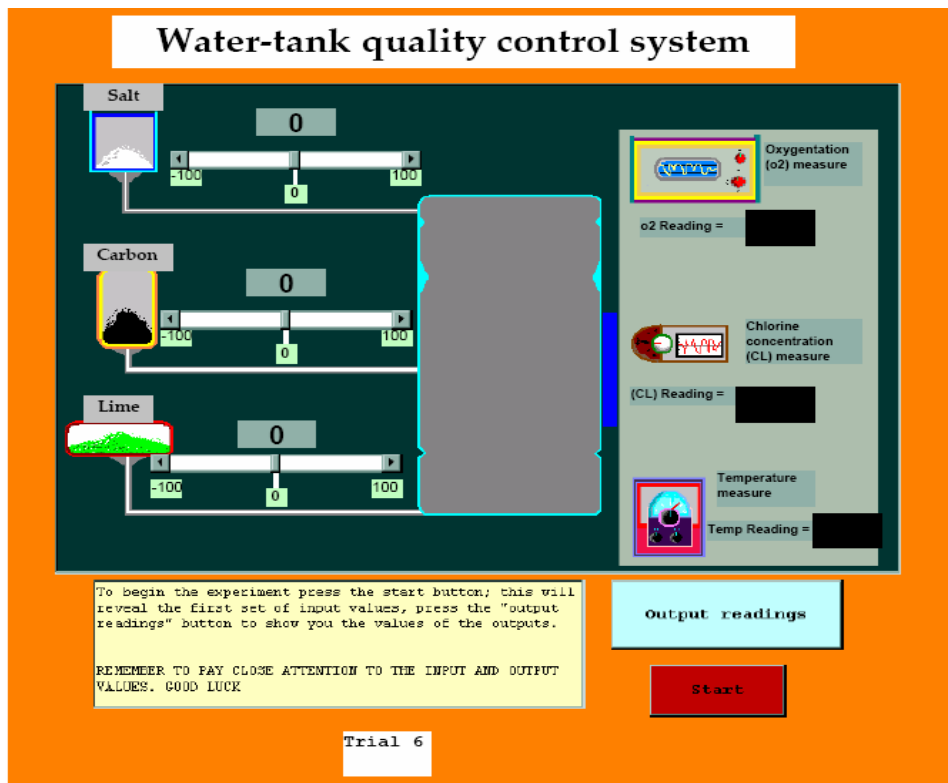 Water-tank quality control system
Salt
0
-100
100
0
Carbon
0
-100
100
0
Lime
0
-100
100
0
Oxygentation
(o2) measure
o2 Reading =
Chlorine
concentration
(CL) measure
(CL) Reading =
Temperature
measure
Temp Reading =
To begin the experiment press the start button; this will
reveal the first set of input values, press the "output
readings" button to show you the values of the outputs.
REMEMBER TO PAY CLOSE ATTENTION TO THE INPUT AND OUTPUT
VALUES. GOOD LUCK
Output readings
Start
Trial 6